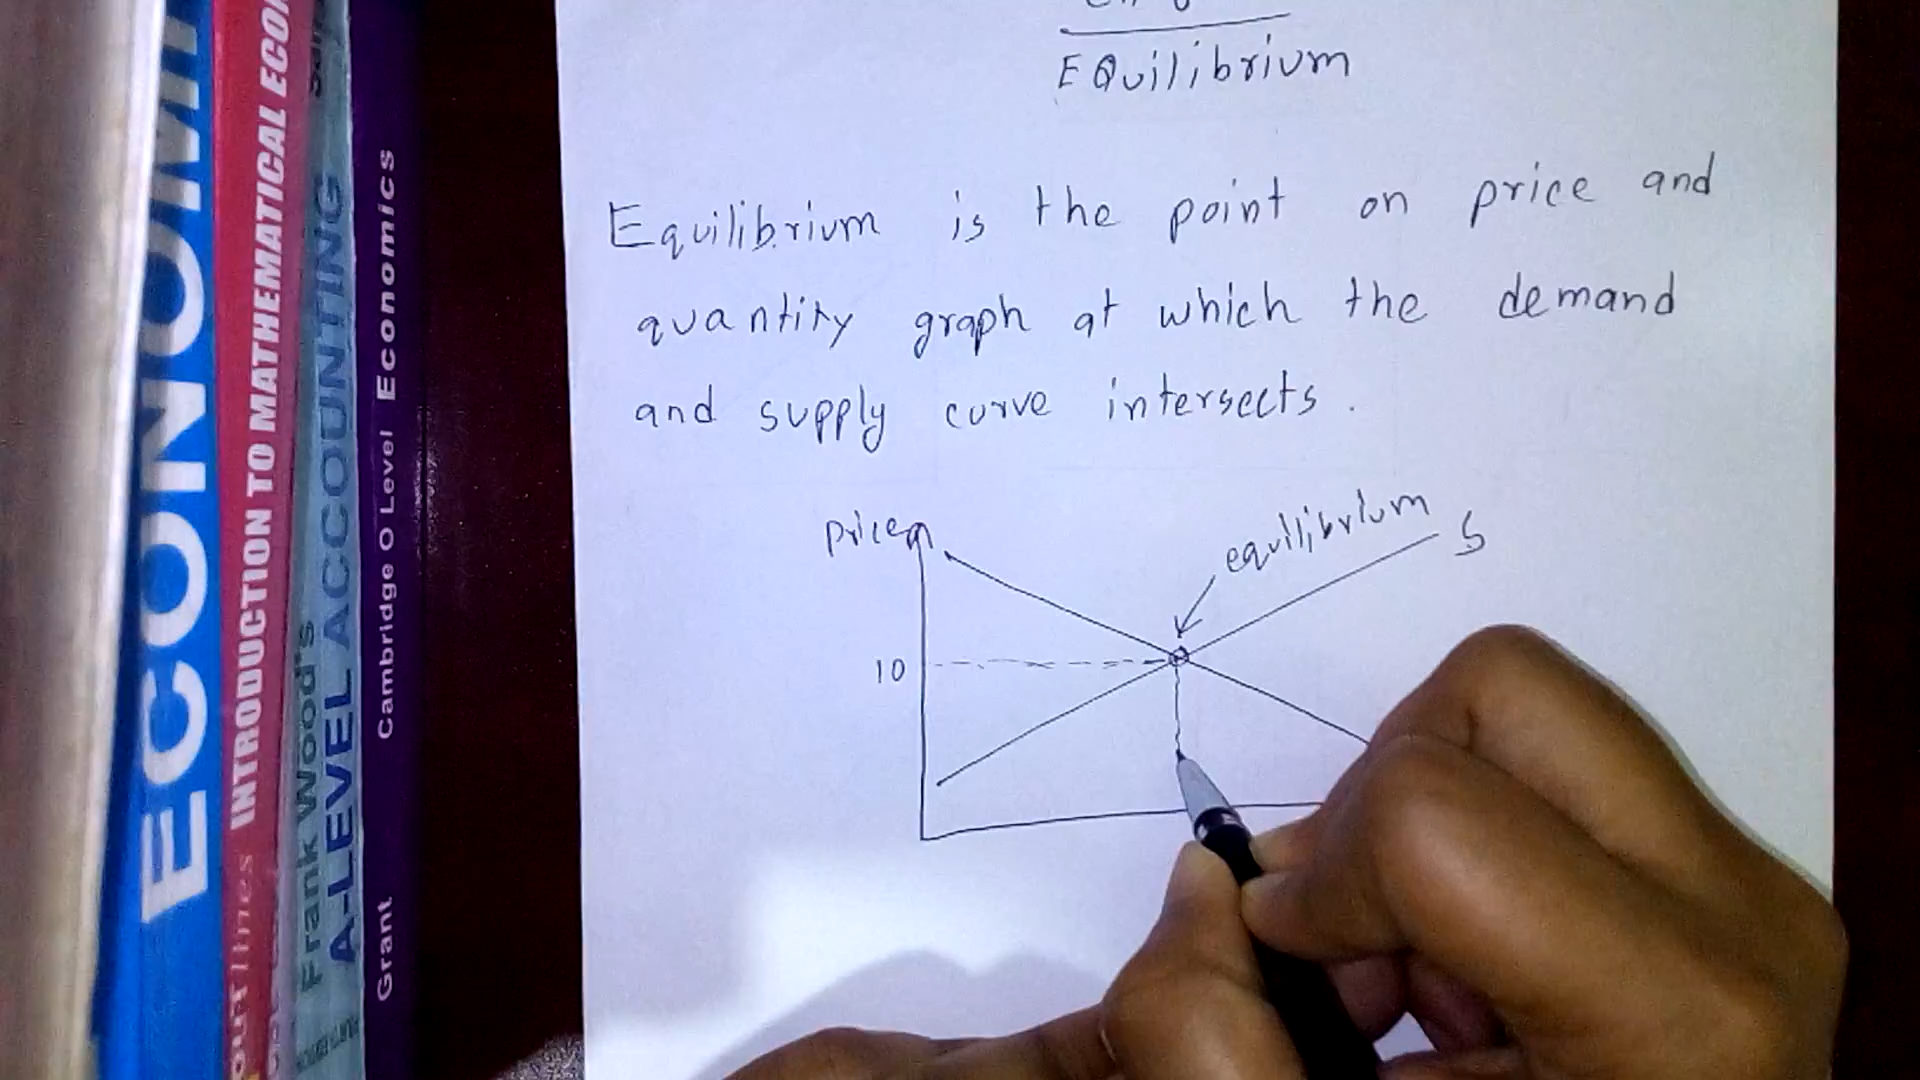 EQuilibrium
Equilibrium is the point on price and
quantity graph at which the demand
and supply curve intersects.
Price
equilibrium
S
10
ECONOMI
INTRODUCTION TO MATHEMATICAL ECON
Frank Wood's
A-LEVEL ACCOUNTING
Grant Cambridge O Level Economics